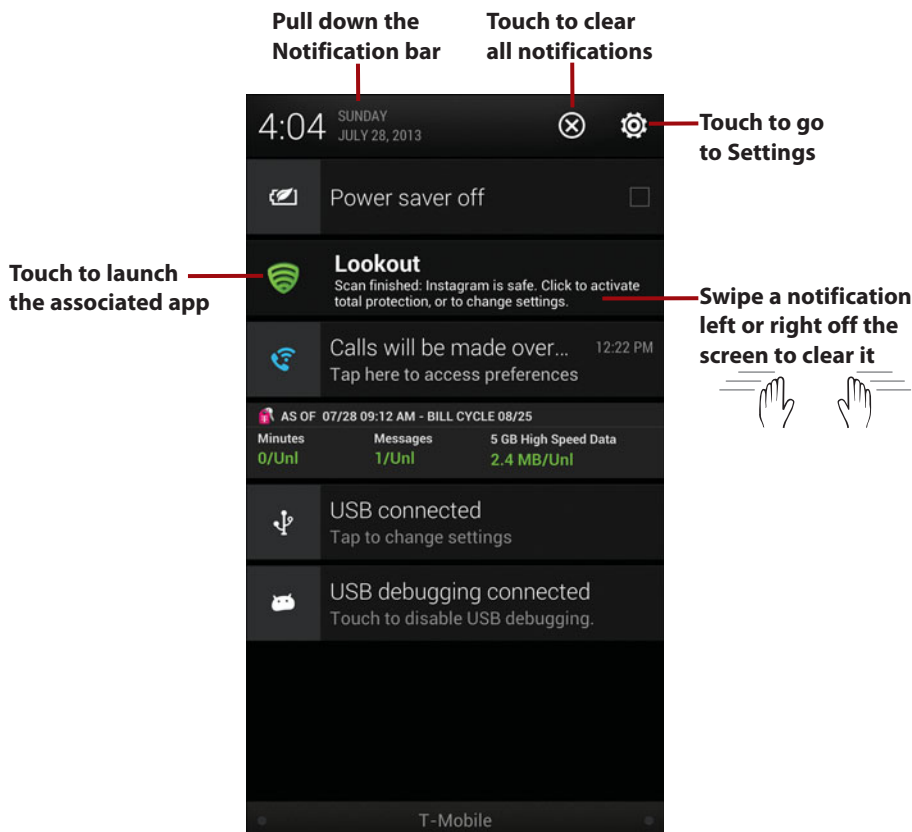 Pull down the
Notification bar
Touch to clear
all notifications
4:04
SUNDAY
JULY 28, 2013
Touch to go
to Settings
Power saver off
Touch to launch
the associated app
Lookout
Scan finished: Instagram is safe. Click to activate
total protection, or to change settings.
Swipe a notification
left or right off the
screen to clear it
Calls will be made over...
12:22 PM
Tap here to access preferences
AS OF 07/28 09:12 AM - BILL CYCLE 08/25
Minutes Messages 5 GB High Speed Data
0/Unl 1/Unl 2.4 MB/Unl
USB connected
Tap to change settings
USB debugging connected
Touch to disable USB debugging.
T-Mobile